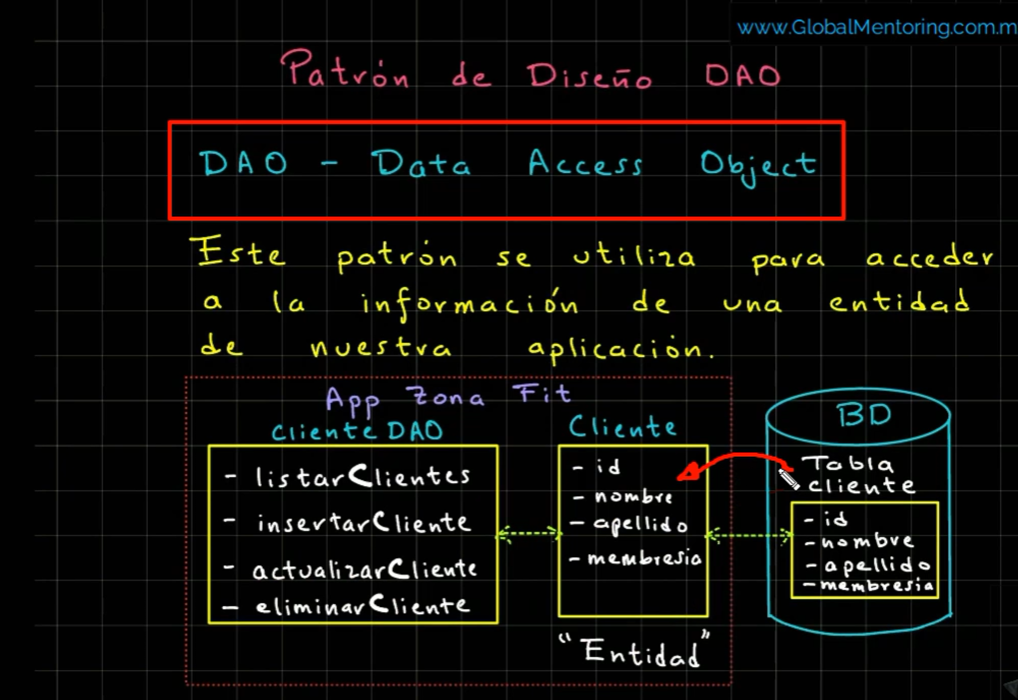 www.GlobalMentoring.com.m
Patrón de Diseño DAO
DAO - Data Access Object
Este patrón se utiliza para acceder
a la información de una entidad
de nuestra aplicación.
App Zona Fit
Cliente DAO
- listarClientes
- insertarCliente
- actualizarCliente
- eliminarCliente
Cliente
- id
- nombre
- apellido
- membresia
"Entidad"
BD
Tabla
cliente
- id
- nombre
- apellido
- membresia